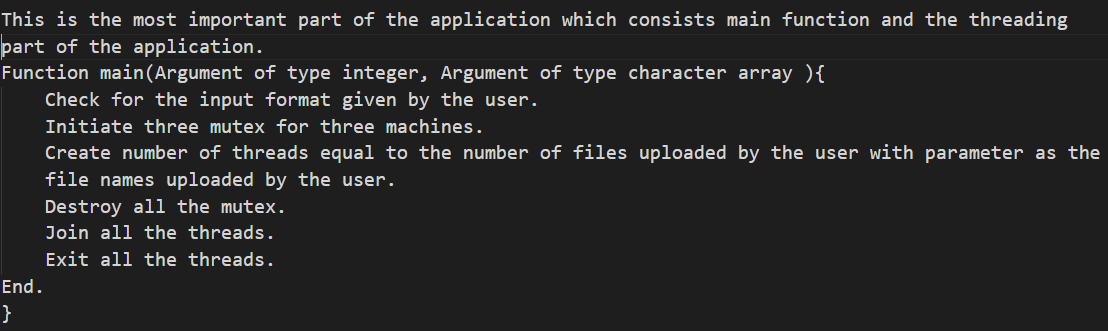 This is the most important part of the application which consists main function and the threading
part of the application.
Function main(Argument of type integer, Argument of type character array ){
    Check for the input format given by the user.
    Initiate three mutex for three machines.
    Create number of threads equal to the number of files uploaded by the user with parameter as the
    file names uploaded by the user.
    Destroy all the mutex.
    Join all the threads.
    Exit all the threads.
End.
}